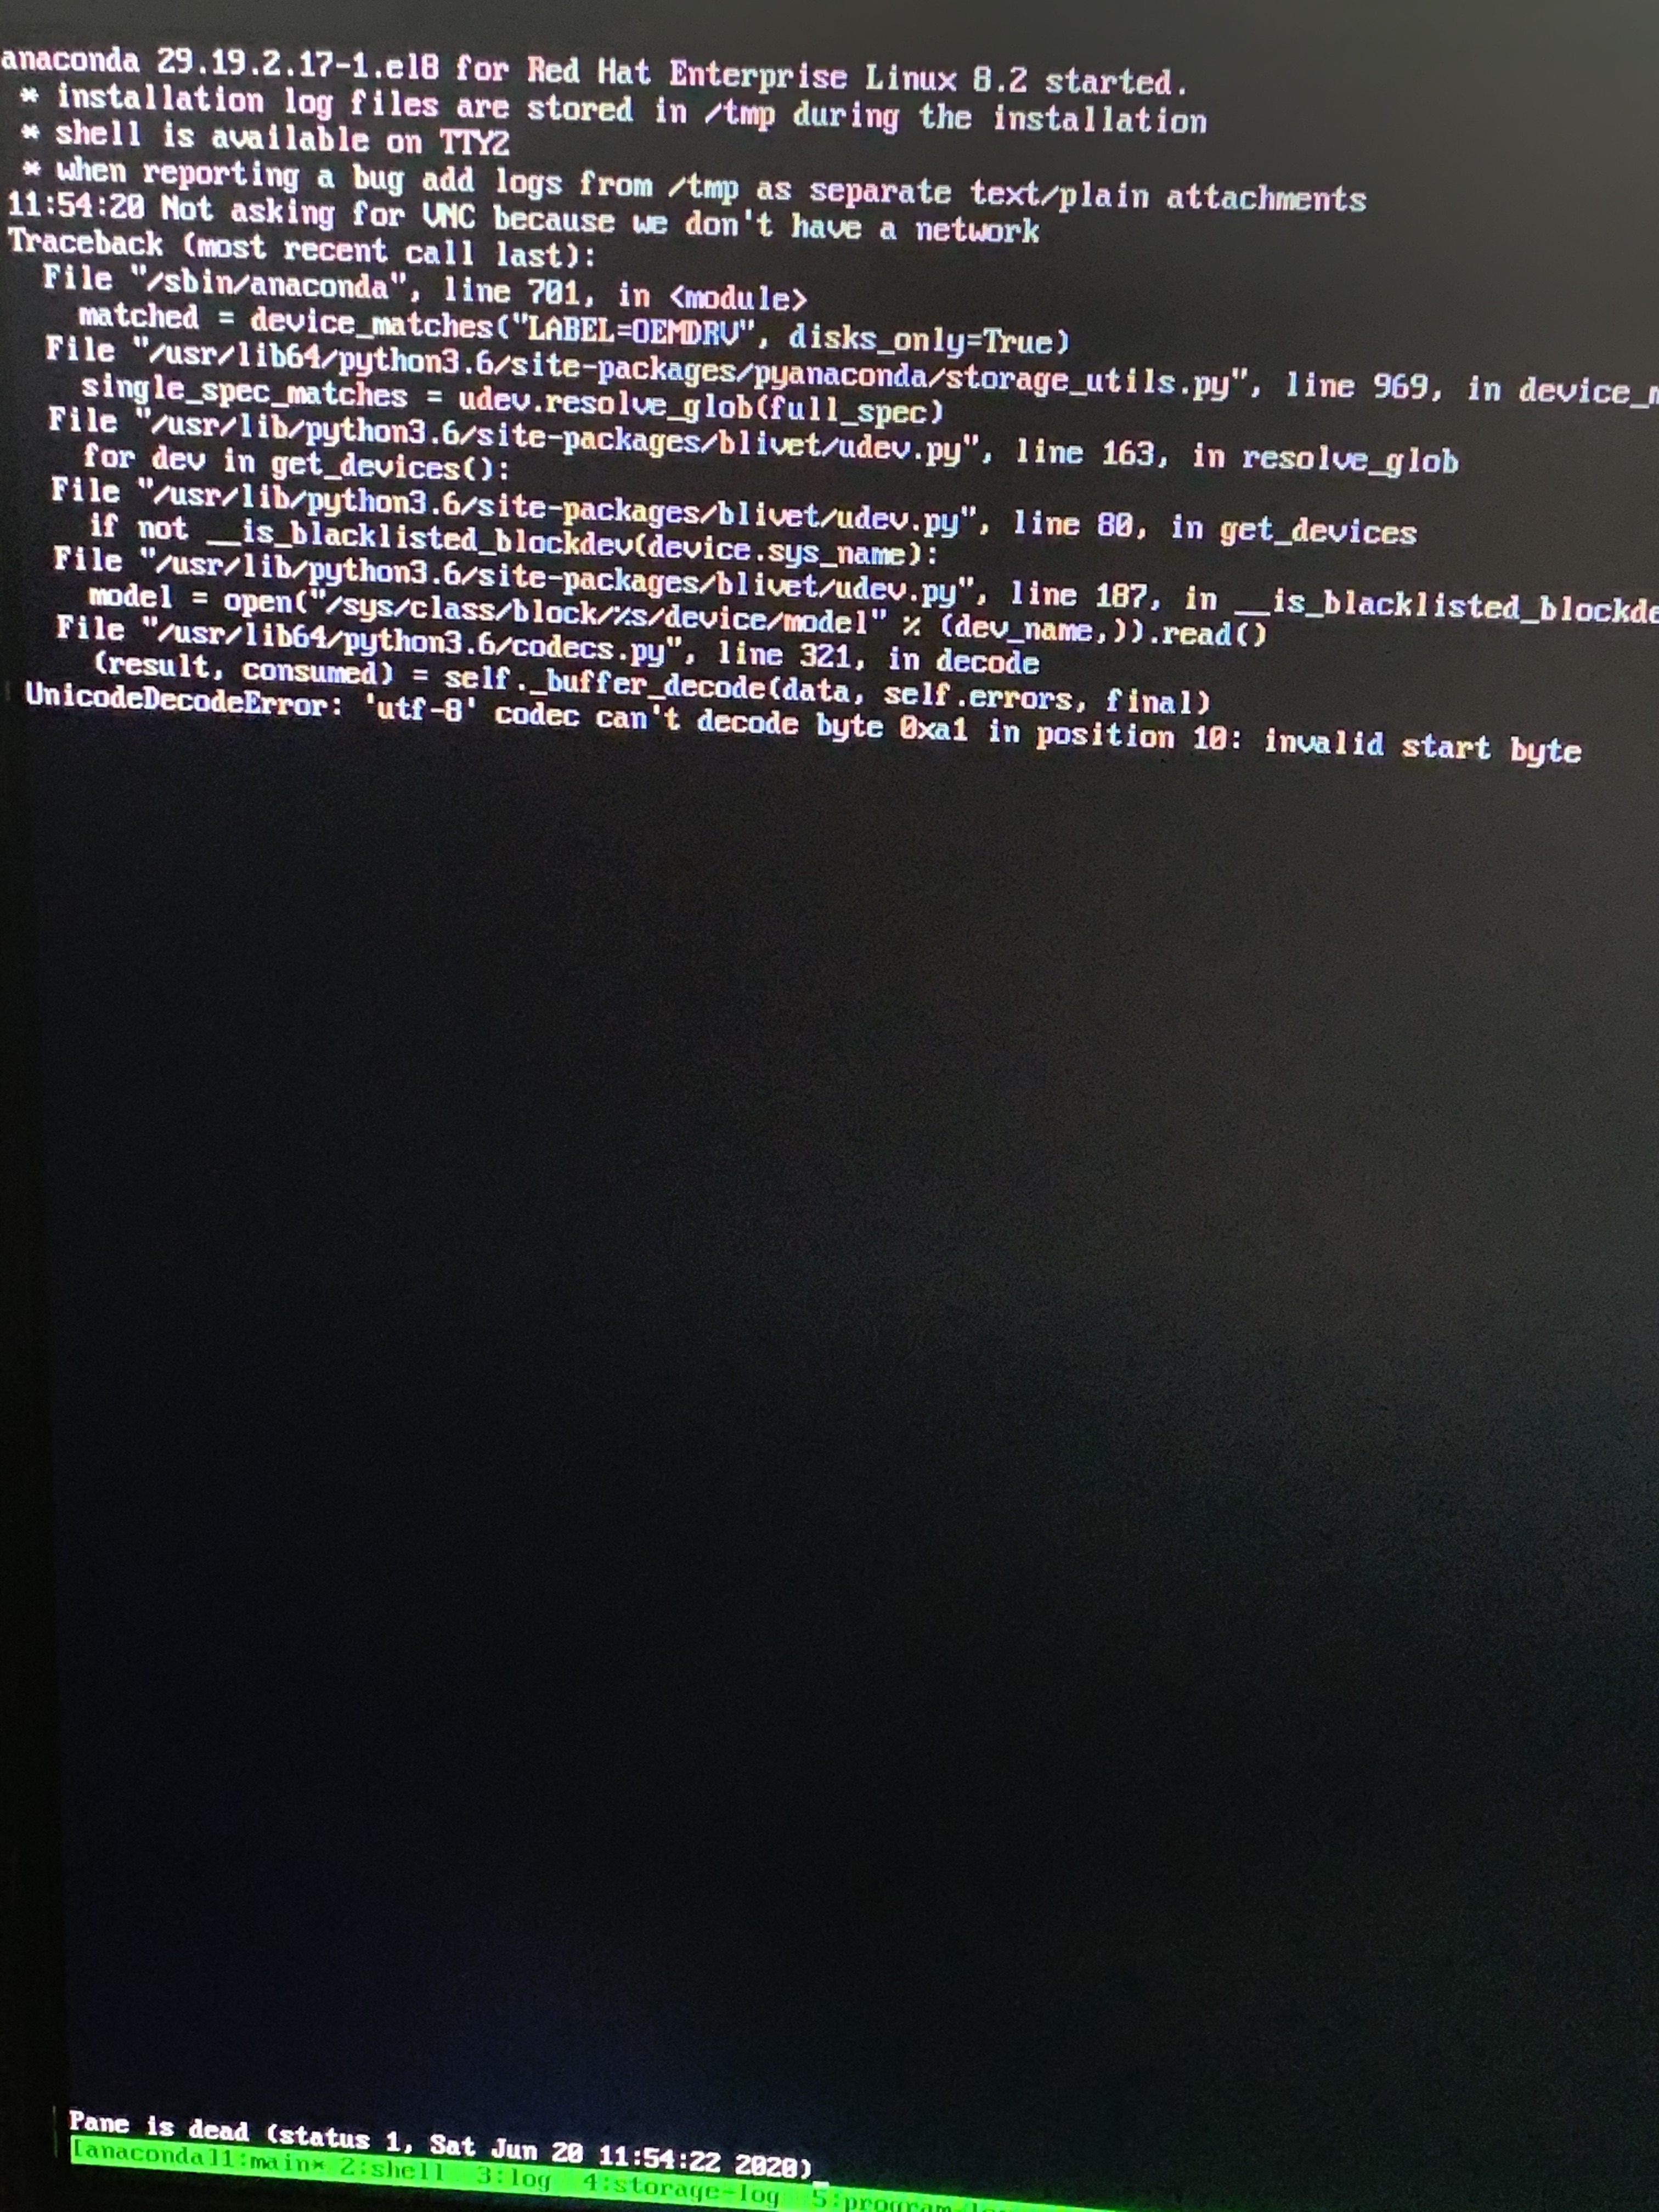 anaconda 29.19.2.17-1.el8 for Red Hat Enterprise Linux 8.2 started.
* installation log files are stored in /tmp during the installation
* shell is available on TTY2
* when reporting a bug add logs from /tmp as separate text/plain attachments
11:54:20 Not asking for VNC because we don't have a network
Traceback (most recent call last):
File "/sbin/anaconda", line 701, in <module>
matched = device_matches("LABEL=OEMDRV", disks_only=True)
File "/usr/lib64/python3.6/site-packages/pyanaconda/storage_utils.py", line 969, in device_m
single_spec_matches = udev.resolve_glob(full_spec)
File "/usr/lib/python3.6/site-packages/blivet/udev.py", line 163, in resolve_glob
for dev in get_devices():
File "/usr/lib/python3.6/site-packages/blivet/udev.py", line 80, in get_devices
if not __is_blacklisted_blockdev(device.sys_name):
File "/usr/lib/python3.6/site-packages/blivet/udev.py", line 187, in __is_blacklisted_blockde
model = open("/sys/class/block/%s/device/model" % (dev_name,)).read()
File "/usr/lib64/python3.6/codecs.py", line 321, in decode
(result, consumed) = self._buffer_decode(data, self.errors, final)
UnicodeDecodeError: 'utf-8' codec can't decode byte 0xa1 in position 10: invalid start byte
Pane is dead (status 1, Sat Jun 20 11:54:22 2020)
[anaconda]1:main* 2:shell 3:log 4:storage-log 5:program-lo